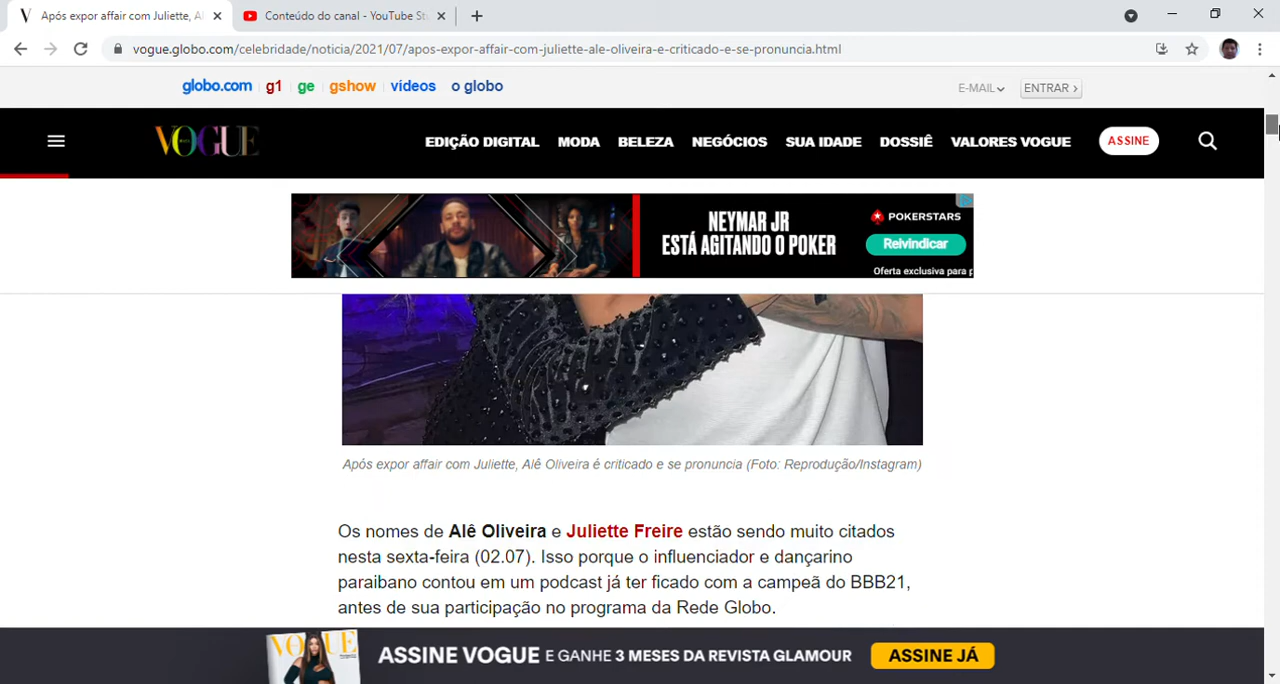 Após expor affair com Juliette, Al
Conteúdo do canal - YouTube St
vogue.globo.com/celebridade/noticia/2021/07/apos-expor-affair-com-juliette-ale-oliveira-e-criticado-e-se-pronuncia.html
globo.com g1 ge gshow vídeos o globo
E-MAIL ENTRAR
VOGUE
EDIÇÃO DIGITAL MODA BELEZA NEGÓCIOS SUA IDADE DOSSIÊ VALORES VOGUE ASSINE
NEYMAR JR
ESTÁ AGITANDO O POKER
POKERSTARS
Reivindicar
Oferta exclusiva para p
Após expor affair com Juliette, Alê Oliveira é criticado e se pronuncia (Foto: Reprodução/Instagram)
Os nomes de Alê Oliveira e Juliette Freire estão sendo muito citados
nesta sexta-feira (02.07). Isso porque o influenciador e dançarino
paraibano contou em um podcast já ter ficado com a campeã do BBB21,
antes de sua participação no programa da Rede Globo.
VOGUE
ASSINE VOGUE E GANHE 3 MESES DA REVISTA GLAMOUR
ASSINE JÁ